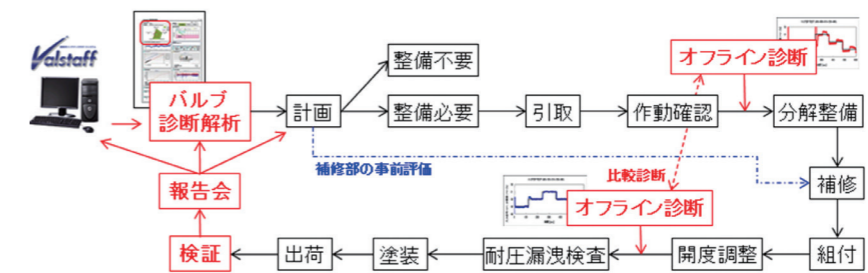 Valstaff
バルブ
診断解析
計画
整備不要
整備必要
引取
作動確認
オフライン診断
分解整備
補修部の事前評価
比較診断
補修
報告会
オフライン診断
検証
出荷
塗装
耐圧漏洩検査
開度調整
組付